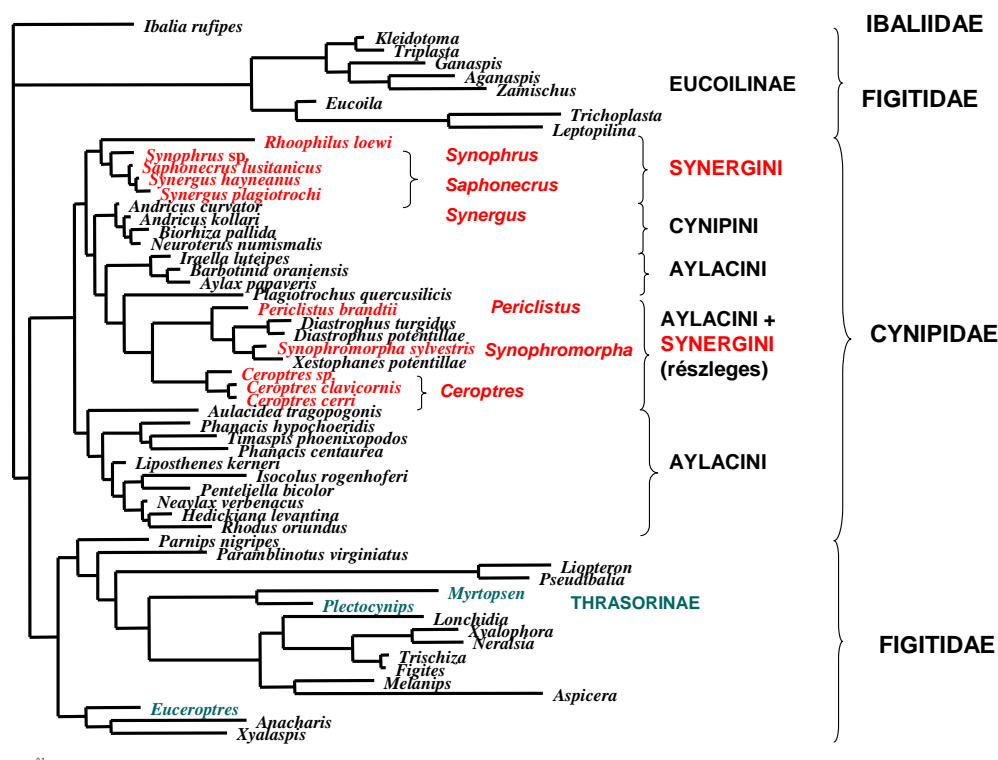 Ibalia rufipes
IBALIIDAE
Kleidotoma
Triplasta
Ganaspis
Aganaspis
Zamischus
EUCOILINAE
FIGITIDAE
Eucoila
Trichoplasta
Leptopilina
Rhoophilus loewi
Synophrus sp.
Synophrus
Saphonecrus lusitanicus
SYNERGINI
Synergus hayneanus
Saphonecrus
Synergus plagiotrochi
Andricus curvator
Synergus
Andricus kollari
CYNIPINI
Biorhiza pallida
Neuroterus numismalis
Iraella luteipes
Barbotinia oraniensis
AYLACINI
Aylax papaveris
Plagiotrochus quercusilicis
Periclistus brandtii
Periclistus
Diastrophus turgidus
AYLACINI +
Diastrophus potentillae
SYNERGINI
CYNIPIDAE
Synophromorpha sylvestris
Synophromorpha
Xestophanes potentillae
(részleges)
Ceroptres sp.
Ceroptres clavicornis
Ceroptres
Ceroptres cerri
Aulacidea tragopogonis
Phanacis hypochoeridis
Timaspis phoenixopodos
Phanacis centaurea
Liposthenes kerneri
AYLACINI
Isocolus rogenhoferi
Penteliella bicolor
Neaylax verbenacus
Hedickiana levantina
Rhodus oriundus
Parnips nigripes
Paramblinotus virginiatus
Liopteron
Pseudibalia
Myrtopsen
THRASORINAE
Plectocynips
Lonchidia
Xyalophora
Neralsia
FIGITIDAE
Trischiza
Figites
Melanips
Aspicera
Euceroptres
Anacharis
Xyalaspis